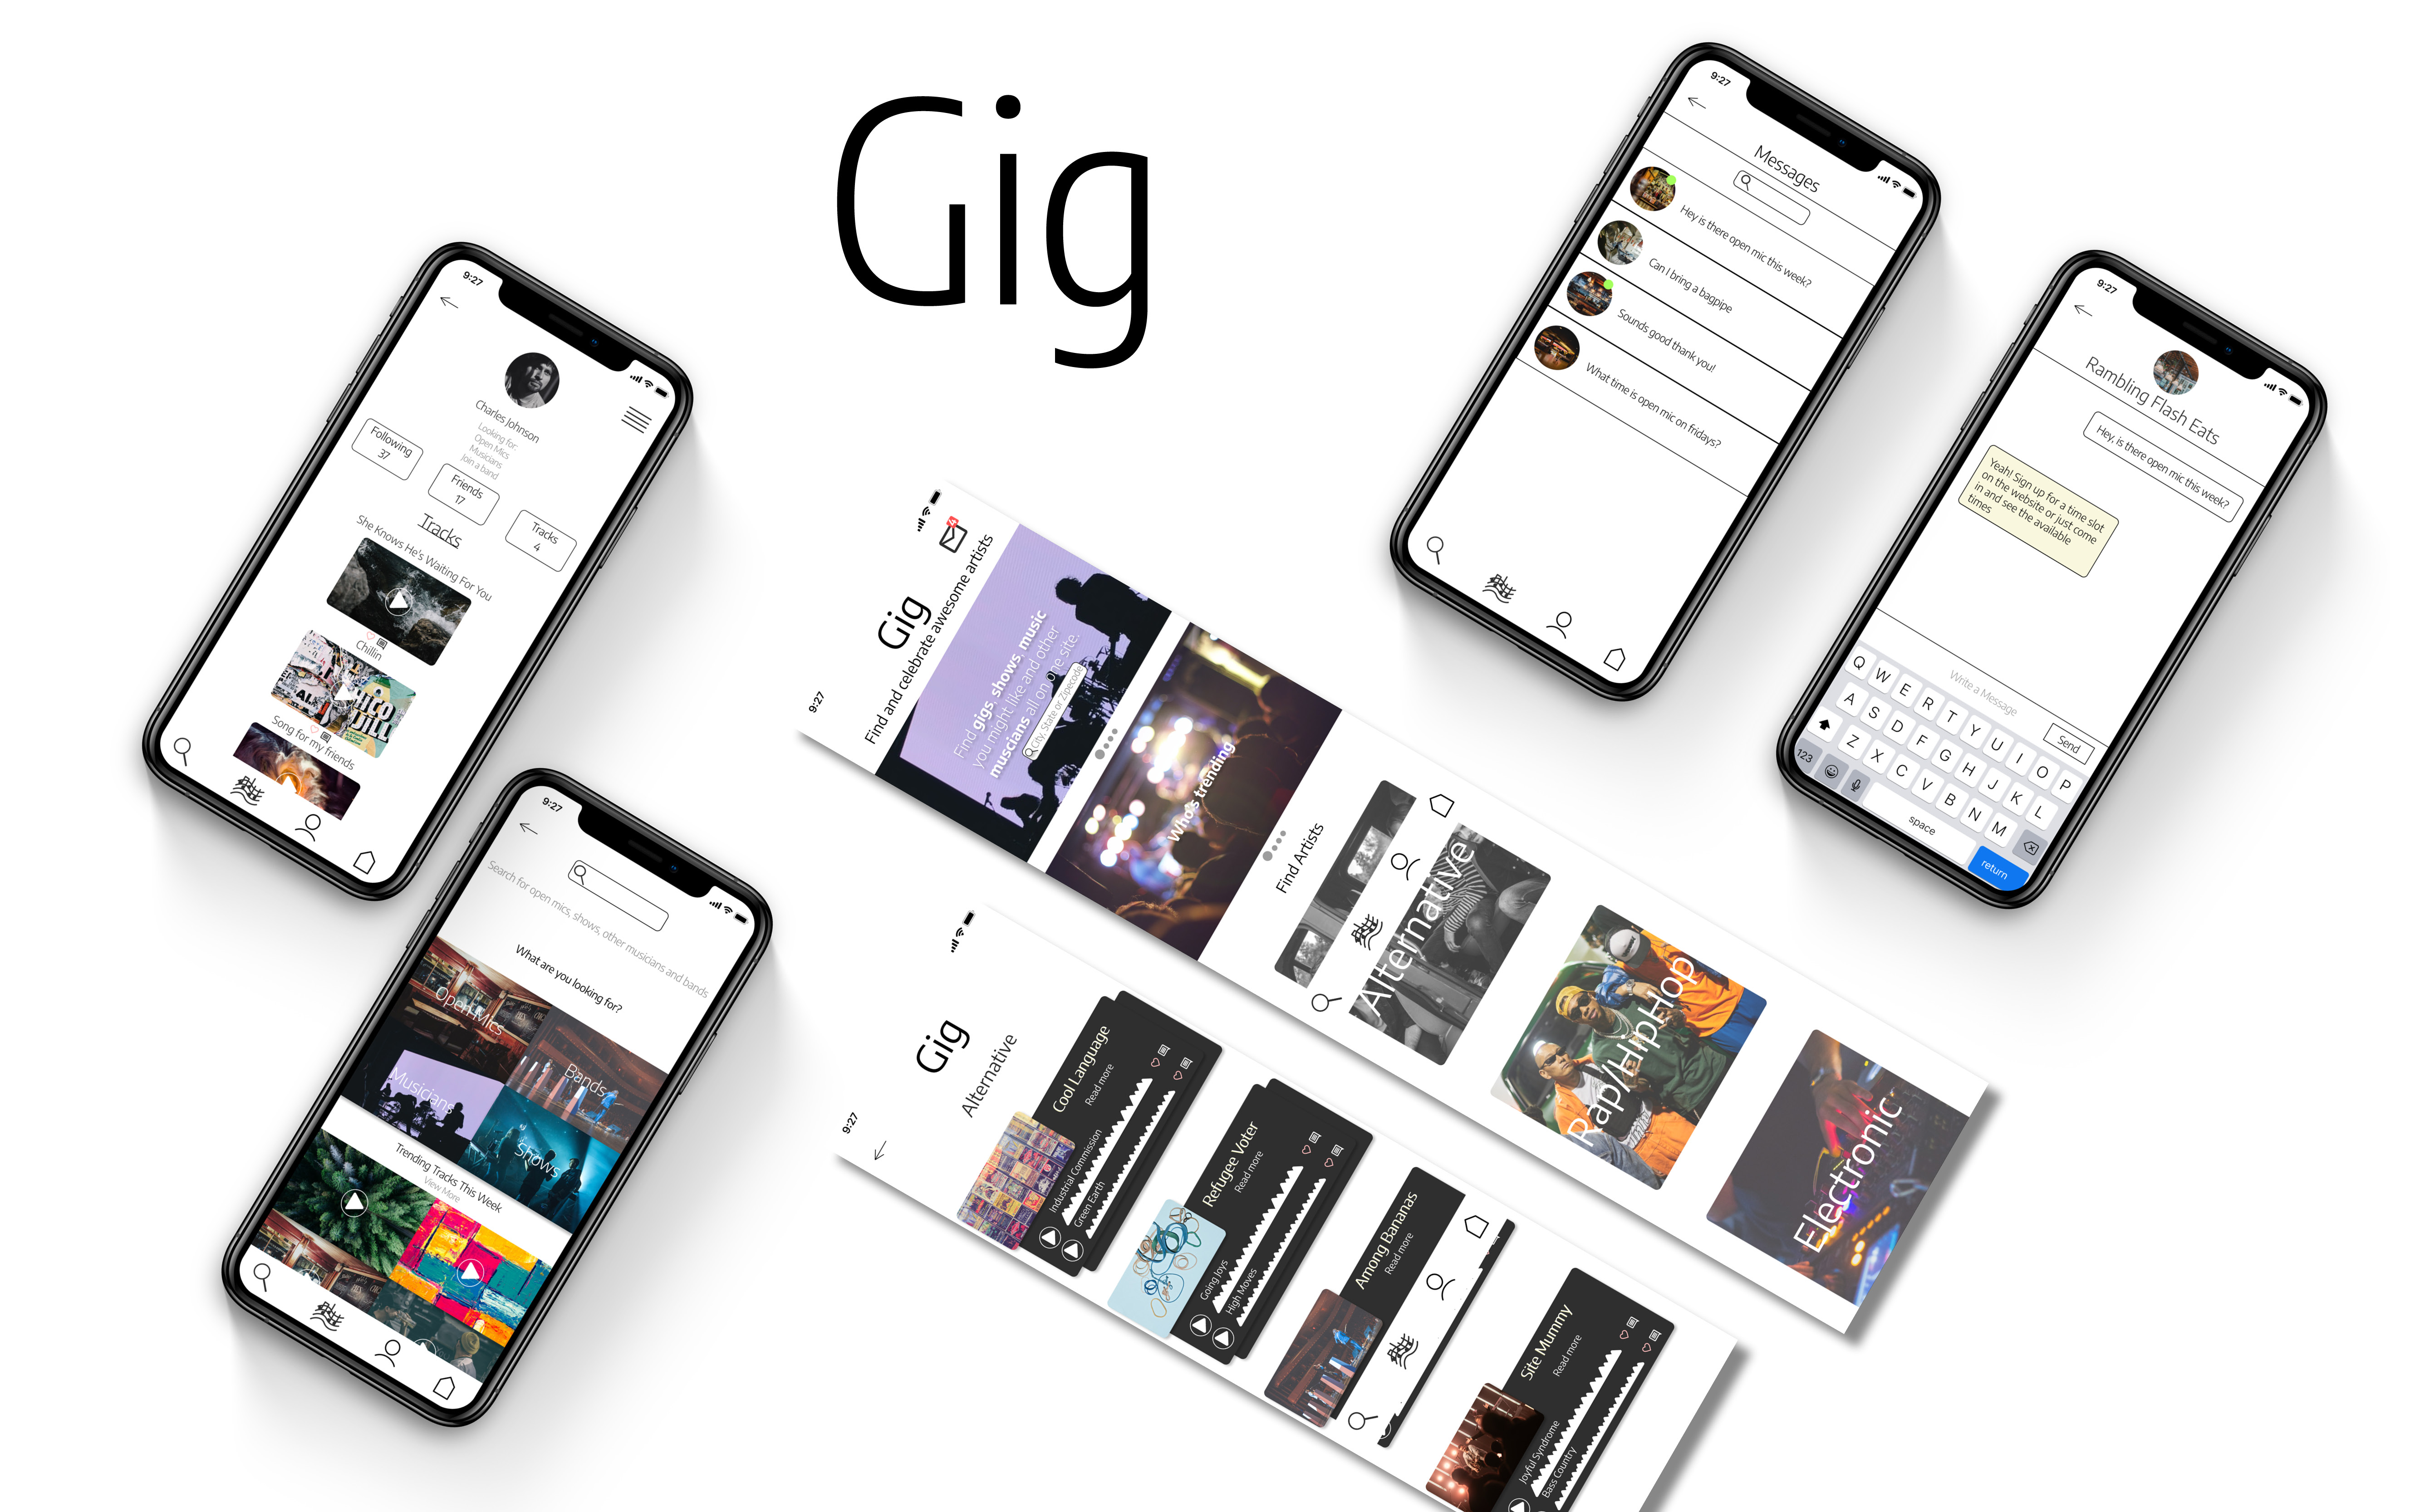 Gig
9:27
Charles Johnson
Looking for:
Open Mics
Musicians
Join a band
Following
37
Friends
17
Tracks
4
Tracks
She Knows He's Waiting For You
Chillin
Song for my friends
9:27
Search for open mics, shows, other musicians and bands
What are you looking for?
Open Mics
Bands
Musicians
Shows
Trending Tracks This Week
View More
9:27
4
Gig
Find and celebrate awesome artists
Find gigs, shows, music
you might like and other
muscians all on one site.
City, State or Zipecode
Who's trending
Find Artists
Alternative
Rap/HipHop
Electronic
9:27
Gig
Alternative
Cool Language
Read more
Industrial Commission
Green Earth
Refugee Voter
Read more
Going Joys
High Moves
Among Bananas
Read more
Site Mummy
Read more
Joyful Syndrome
Bass Country
9:27
Messages
Hey is there open mic this week?
Can I bring a bagpipe
Sounds good thank you!
What time is open mic on fridays?
9:27
Rambling Flash Eats
Hey, is there open mic this week?
Yeah! Sign up for a time slot
on the website or just come
in and see the available
times
Write a Message
Send
Q W E R T Y U I O P
A S D F G H J K L
Z X C V B N M
123
space
return